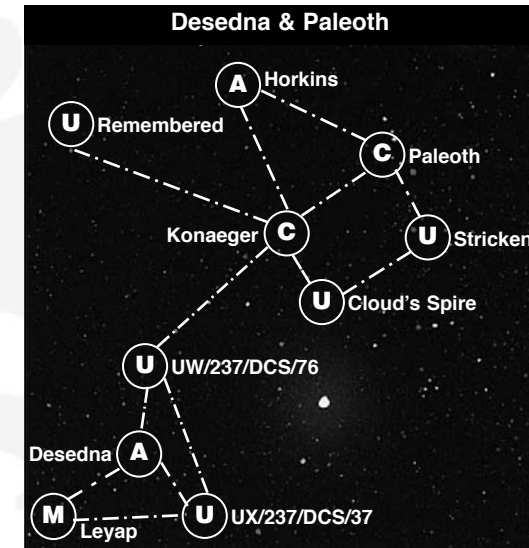 Desedna & Paleoth
A Horkins
U Remembered
C Paleoth
Konaeger C
U Stricken
U Cloud's Spire
U UW/237/DCS/76
Desedna A
M Leyap
U UX/237/DCS/37